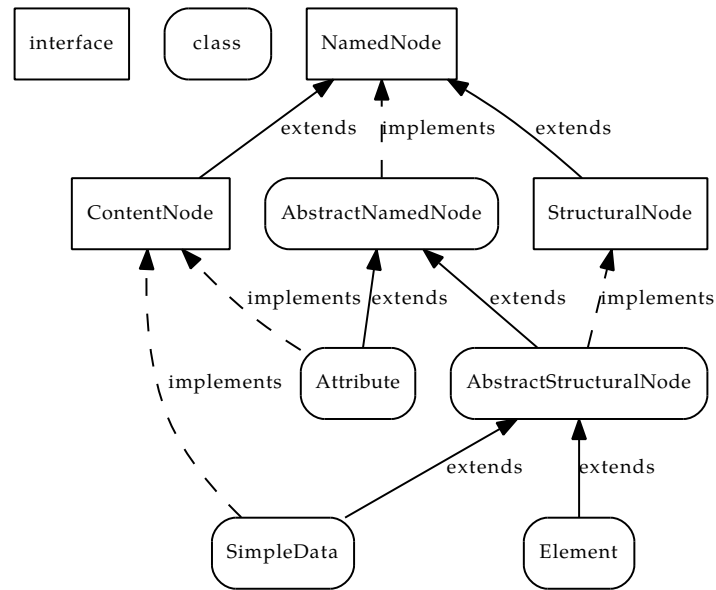 interface
class
NamedNode
extends
implements
extends
ContentNode
AbstractNamedNode
StructuralNode
implements
extends
extends
implements
implements
Attribute
AbstractStructuralNode
extends
extends
SimpleData
Element